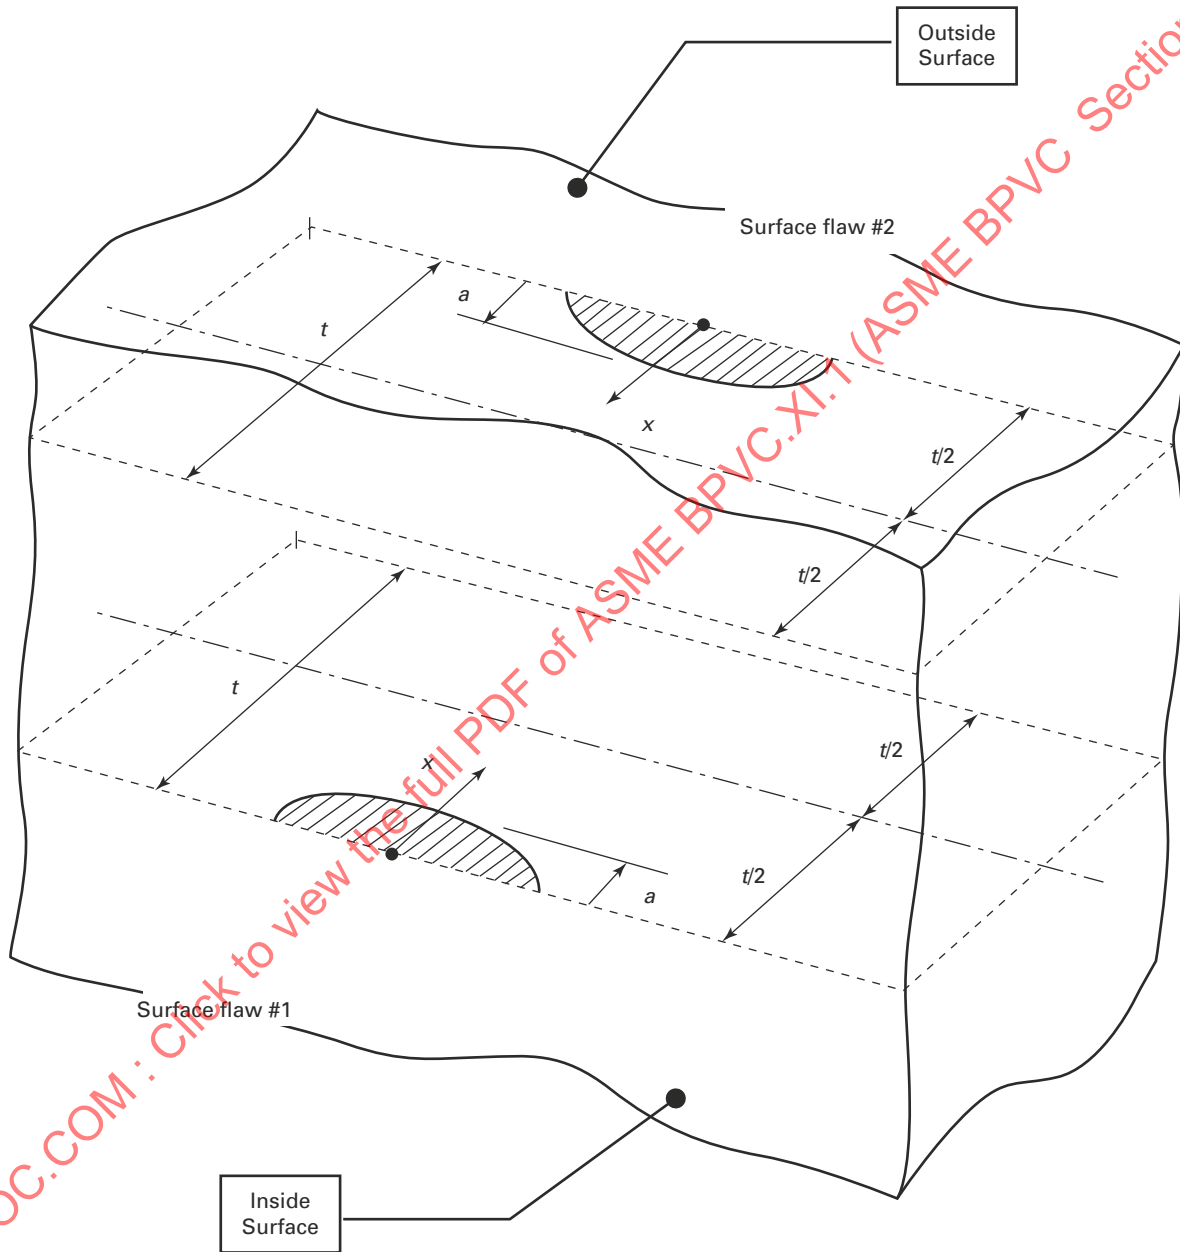 Outside
Surface
Surface flaw #2
a
t
x
t/2
t/2
t
x
t/2
t/2
a
Surface flaw #1
Inside
Surface
OC.COM : Click to view the full PDF of ASME BPVC.XI.1 (ASME BPVC Section